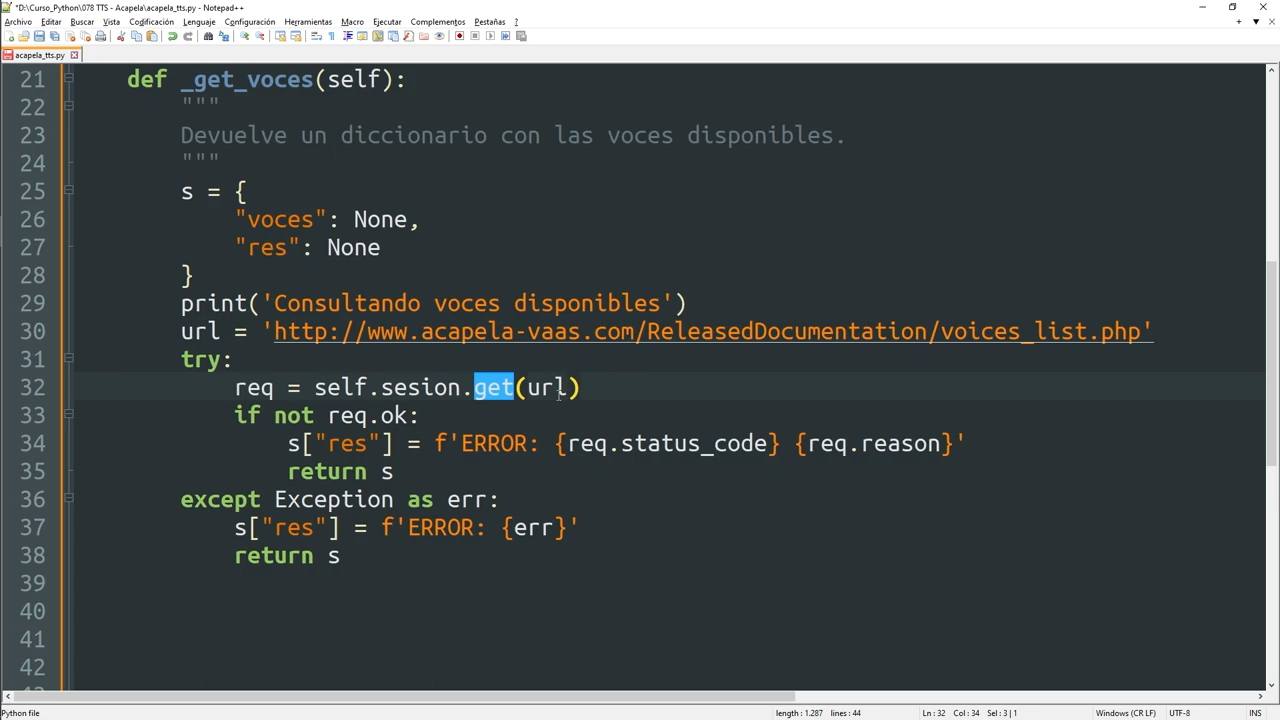 *D:\Curso_Python\078 TTS - Acapela\acapela_tts.py - Notepad++
Archivo Editar Buscar Vista Codificación Lenguaje Configuración Herramientas Macro Ejecutar Complementos Pestañas ?
acapela_tts.py
21 def _get_voces(self):
22 """
23 Devuelve un diccionario con las voces disponibles.
24 """
25 s = {
26 "voces": None,
27 "res": None
28 }
29 print('Consultando voces disponibles')
30 url = 'http://www.acapela-vaas.com/ReleasedDocumentation/voices_list.php'
31 try:
32 req = self.sesion.get(url)
33 if not req.ok:
34 s["res"] = f'ERROR: {req.status_code} {req.reason}'
35 return s
36 except Exception as err:
37 s["res"] = f'ERROR: {err}'
38 return s
39
40
41
42
Python file length : 1.287 lines : 44 Ln : 32 Col : 34 Sel : 3 | 1 Windows (CR LF) UTF-8 INS